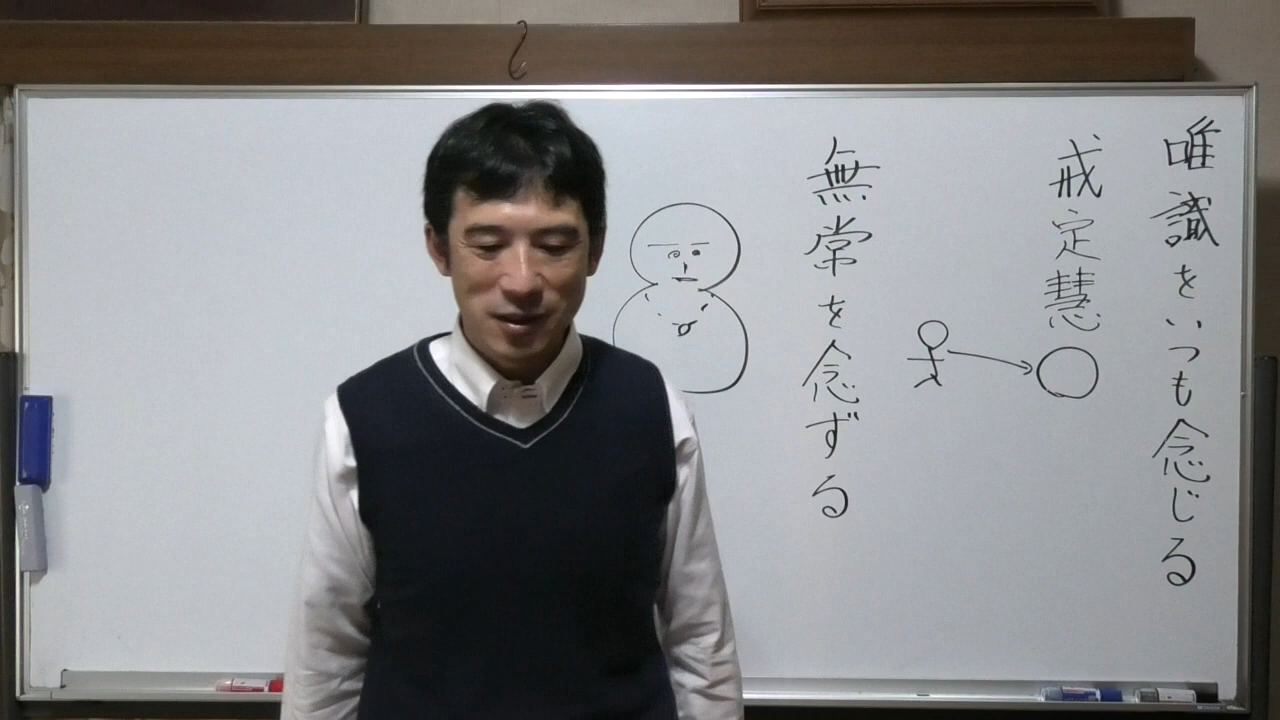 唯識をいつも念じる
戒定慧
無常を念ずる